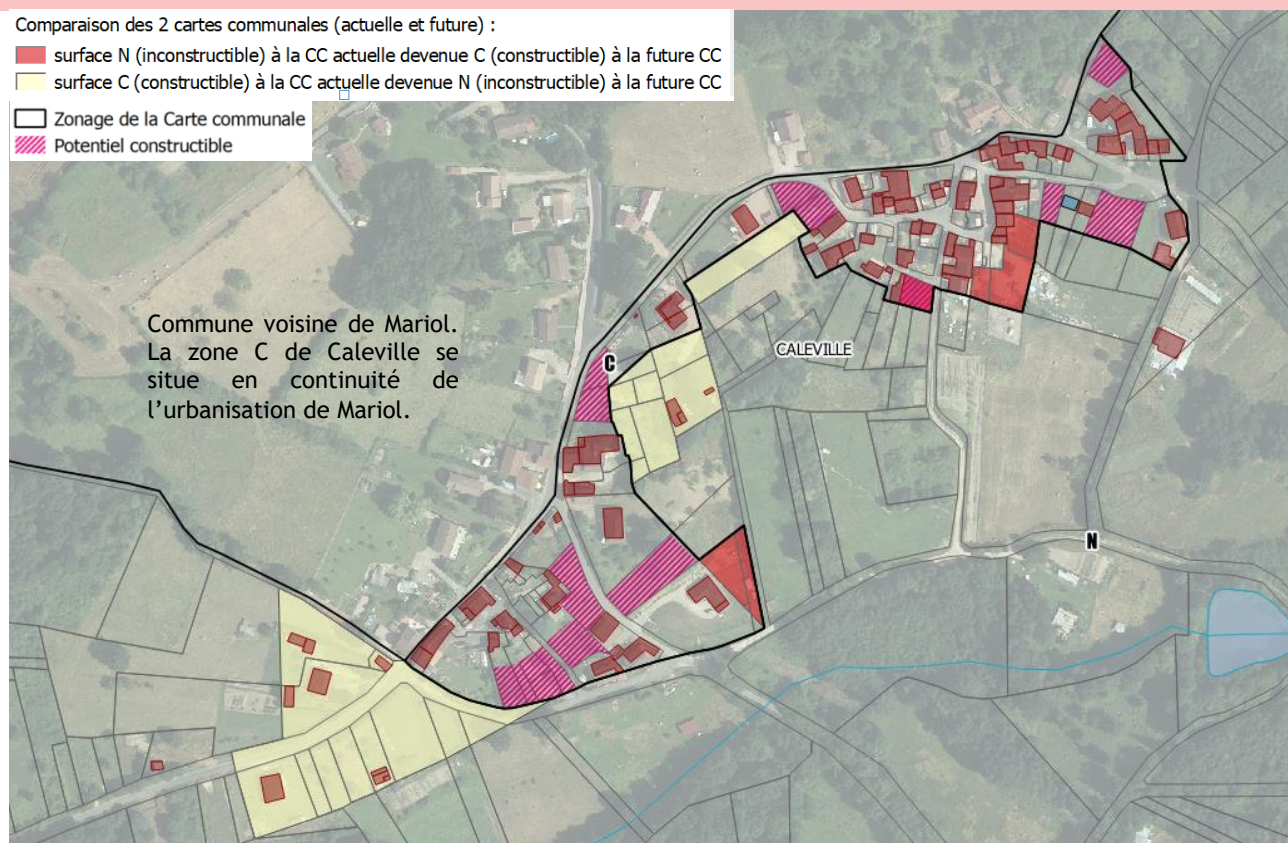 Comparaison des 2 cartes communales (actuelle et future) :
surface N (inconstructible) à la CC actuelle devenue C (constructible) à la future CC
surface C (constructible) à la CC actuelle devenue N (inconstructible) à la future CC
Zonage de la Carte communale
Potentiel constructible
Commune voisine de Mariol.
La zone C de Caleville se
situe en continuité de
l’urbanisation de Mariol.
CALEVILLE
C
N